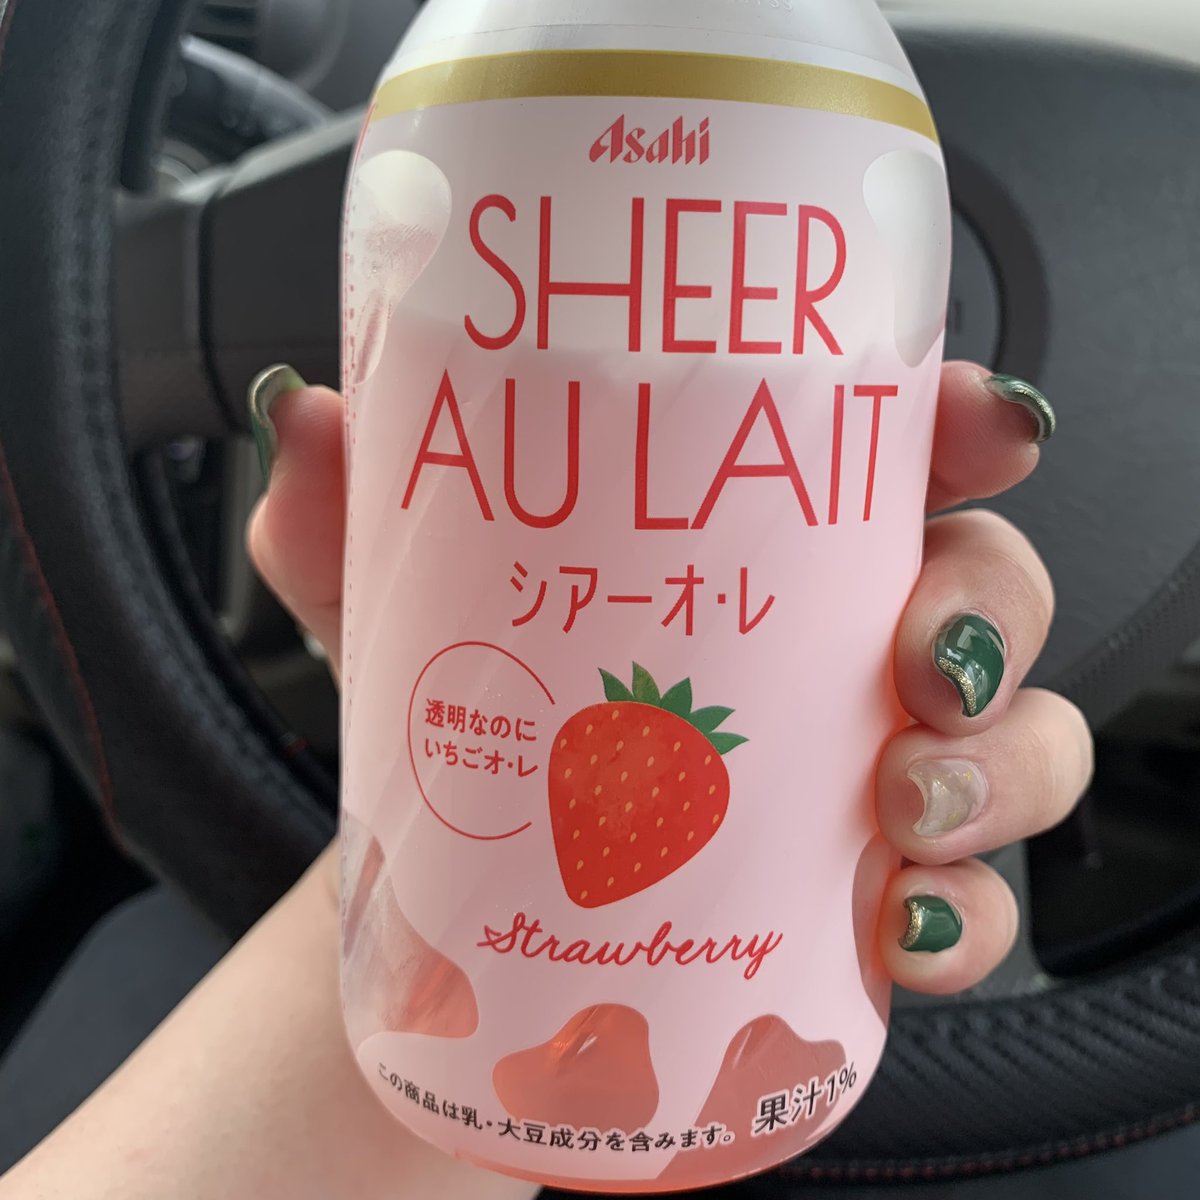 Asahi
SHEER
AU LAIT
シアーオ・レ
透明なのに
いちごオ・レ
Strawberry
この商品は乳・大豆成分を含みます。
果汁1%